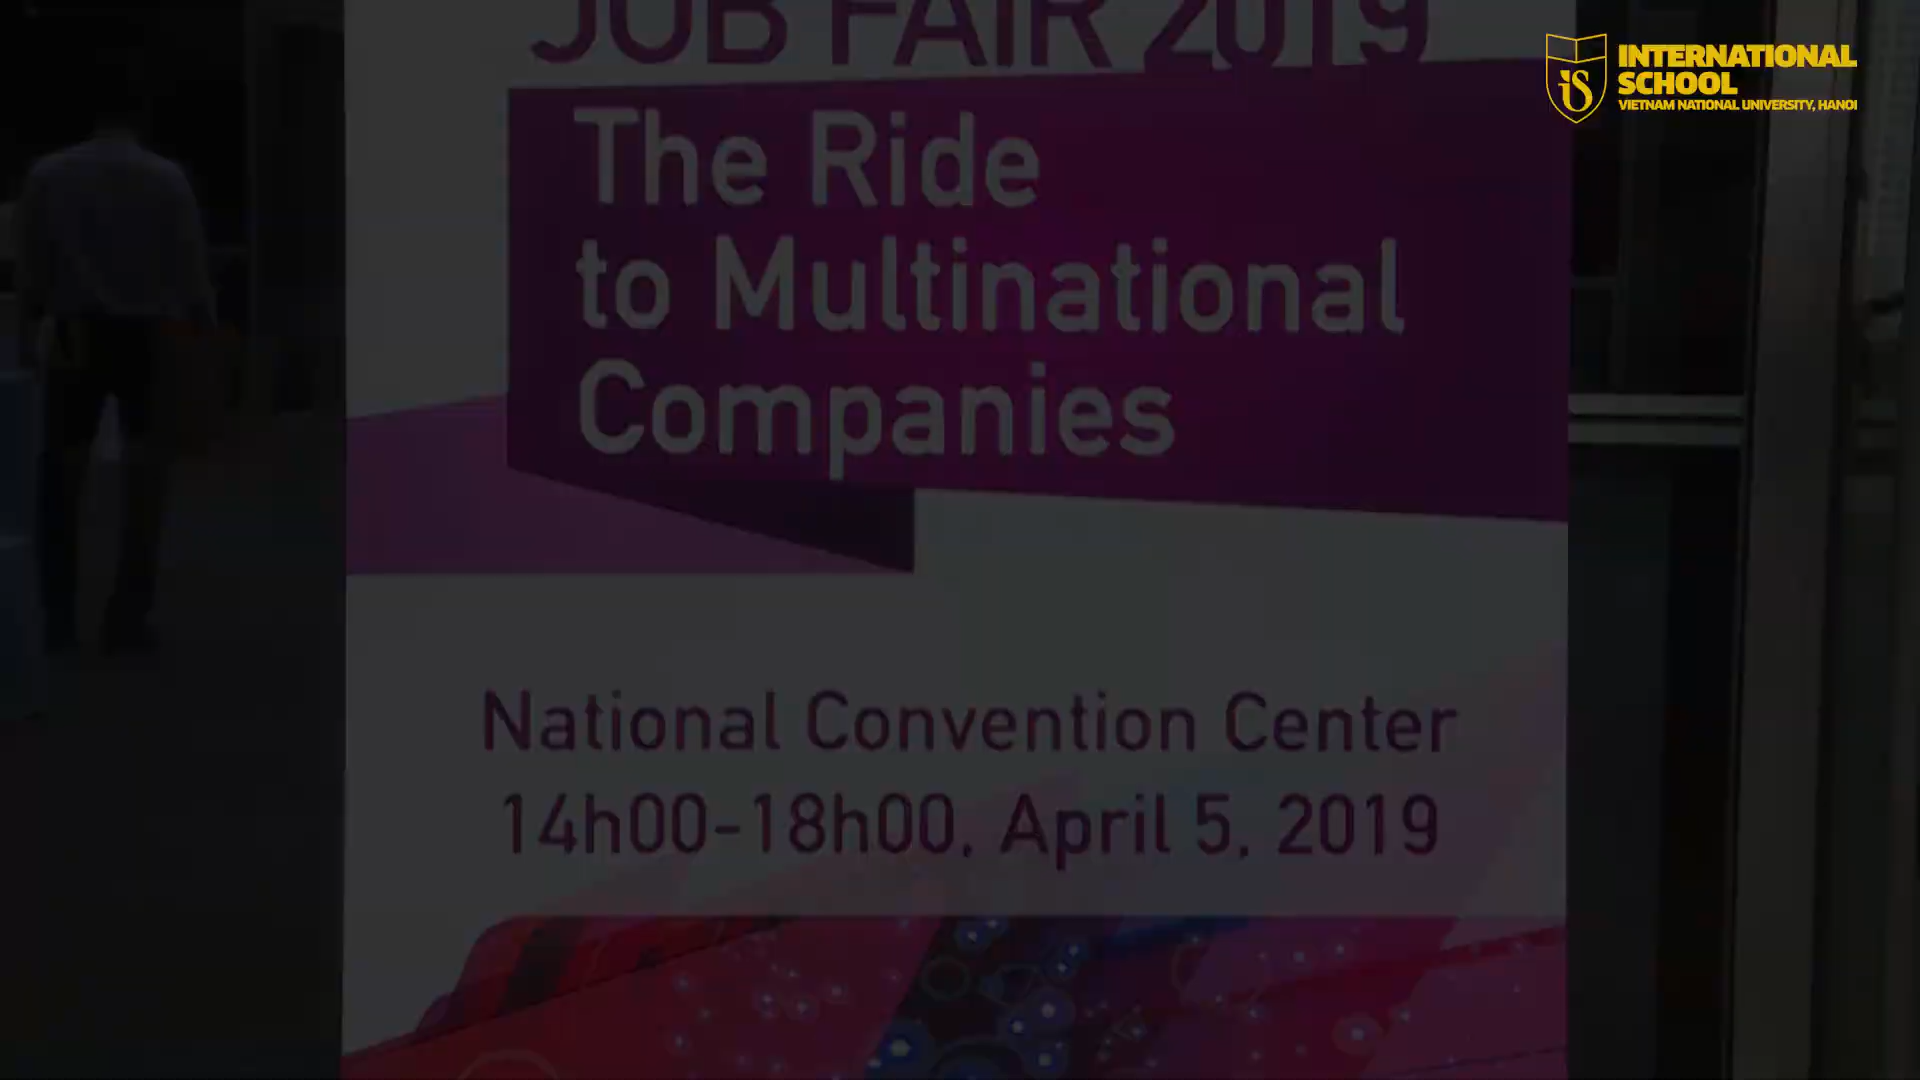 JOB FAIR 2019
The Ride
to Multinational
Companies
National Convention Center
14h00-18h00, April 5, 2019
iS
INTERNATIONAL
SCHOOL
VIETNAM NATIONAL UNIVERSITY, HANOI